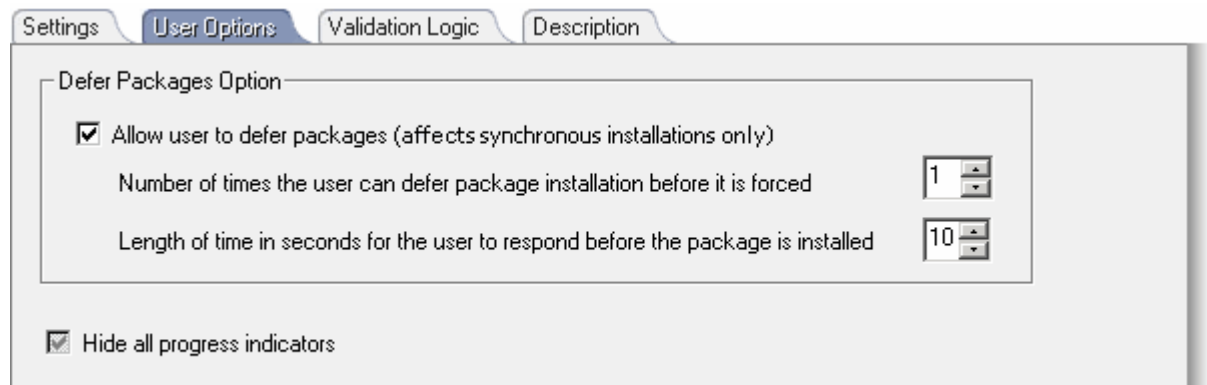 Settings User Options Validation Logic Description
Defer Packages Option
Allow user to defer packages (affects synchronous installations only)
Number of times the user can defer package installation before it is forced 1
Length of time in seconds for the user to respond before the package is installed 10
Hide all progress indicators